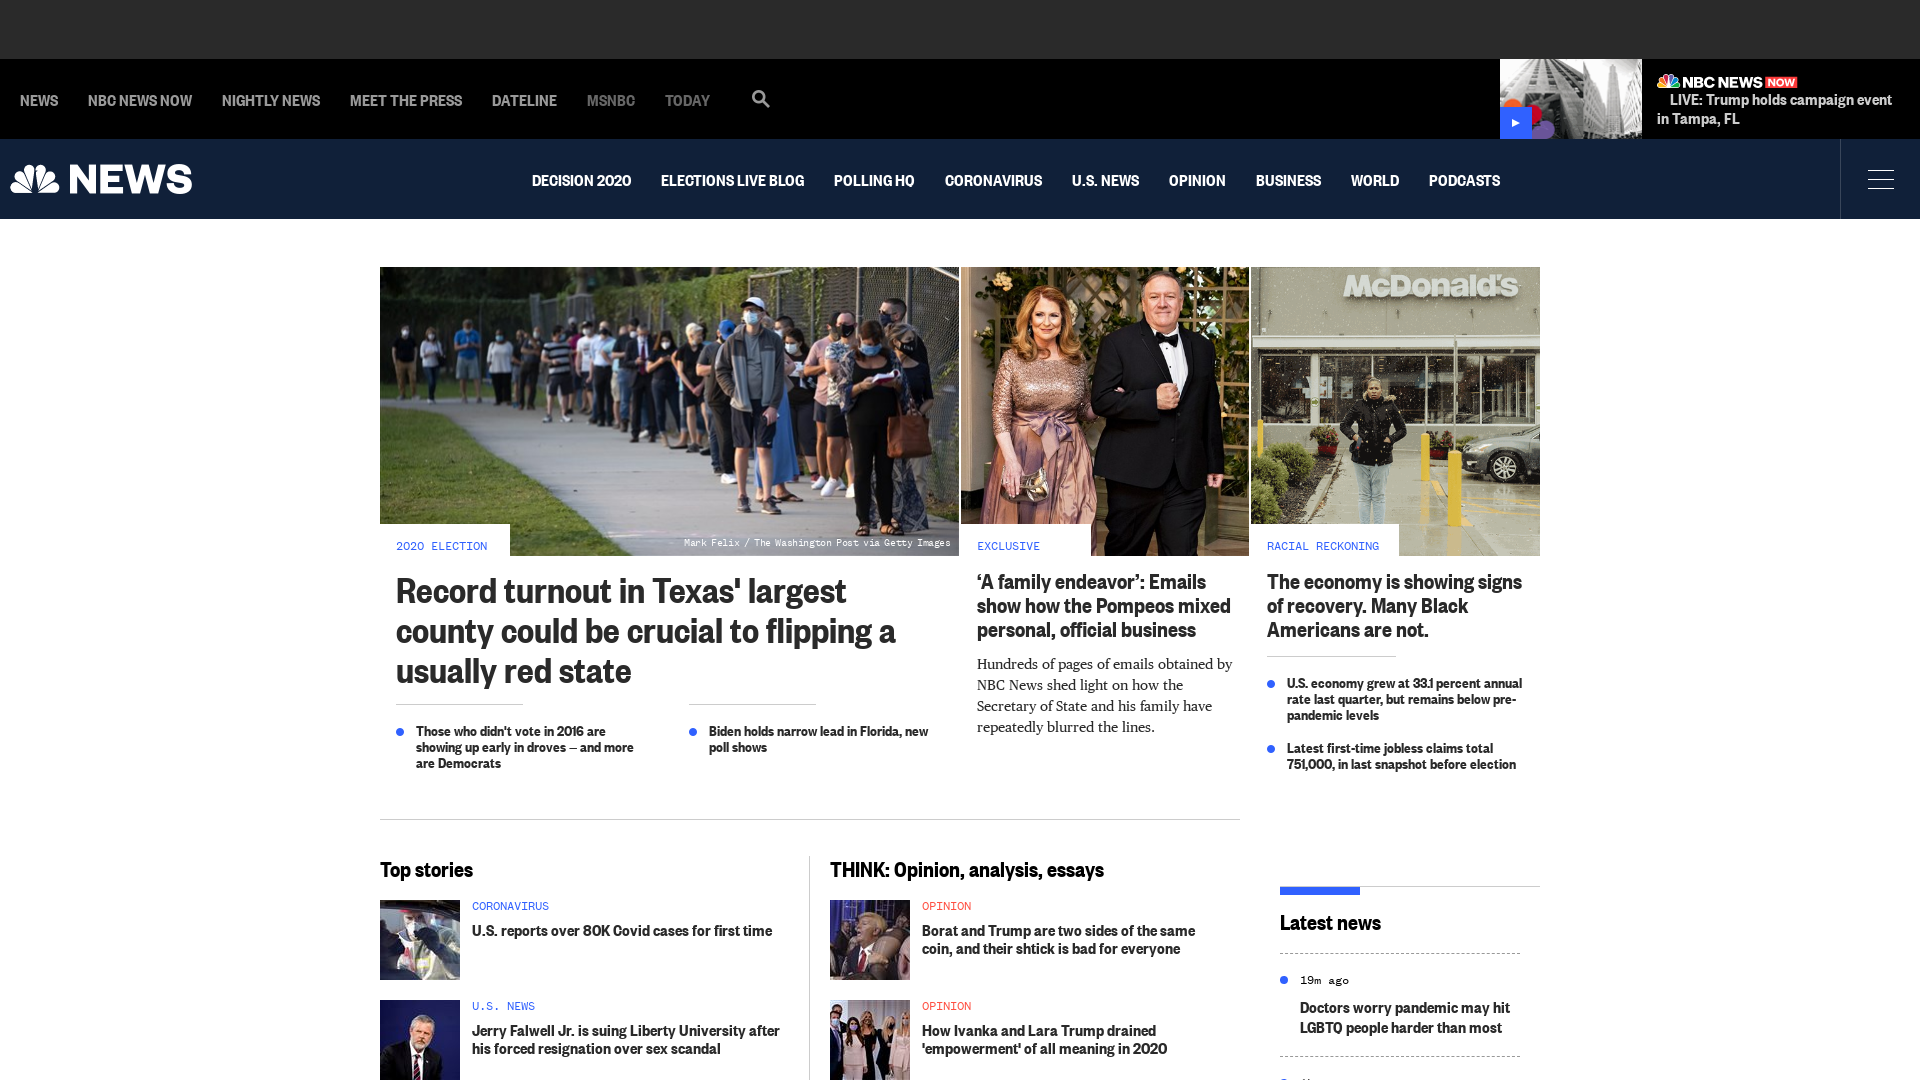 NEWS
NBC NEWS NOW
NIGHTLY NEWS
MEET THE PRESS
DATELINE
MSNBC
TODAY
NBC NEWS NOW
LIVE: Trump holds campaign event
in Tampa, FL
NEWS
DECISION 2020
ELECTIONS LIVE BLOG
POLLING HQ
CORONAVIRUS
U.S. NEWS
OPINION
BUSINESS
WORLD
PODCASTS
McDonald's
Mark Felix / The Washington Post via Getty Images
2020 ELECTION
Record turnout in Texas' largest
county could be crucial to flipping a
usually red state
Those who didn't vote in 2016 are
showing up early in droves — and more
are Democrats
Biden holds narrow lead in Florida, new
poll shows
EXCLUSIVE
‘A family endeavor’: Emails
show how the Pompeos mixed
personal, official business
Hundreds of pages of emails obtained by
NBC News shed light on how the
Secretary of State and his family have
repeatedly blurred the lines.
RACIAL RECKONING
The economy is showing signs
of recovery. Many Black
Americans are not.
U.S. economy grew at 33.1 percent annual
rate last quarter, but remains below pre-
pandemic levels
Latest first-time jobless claims total
751,000, in last snapshot before election
Top stories
CORONAVIRUS
U.S. reports over 80K Covid cases for first time
U.S. NEWS
Jerry Falwell Jr. is suing Liberty University after
his forced resignation over sex scandal
THINK: Opinion, analysis, essays
OPINION
Borat and Trump are two sides of the same
coin, and their shtick is bad for everyone
OPINION
How Ivanka and Lara Trump drained
'empowerment' of all meaning in 2020
Latest news
19m ago
Doctors worry pandemic may hit
LGBTQ people harder than most